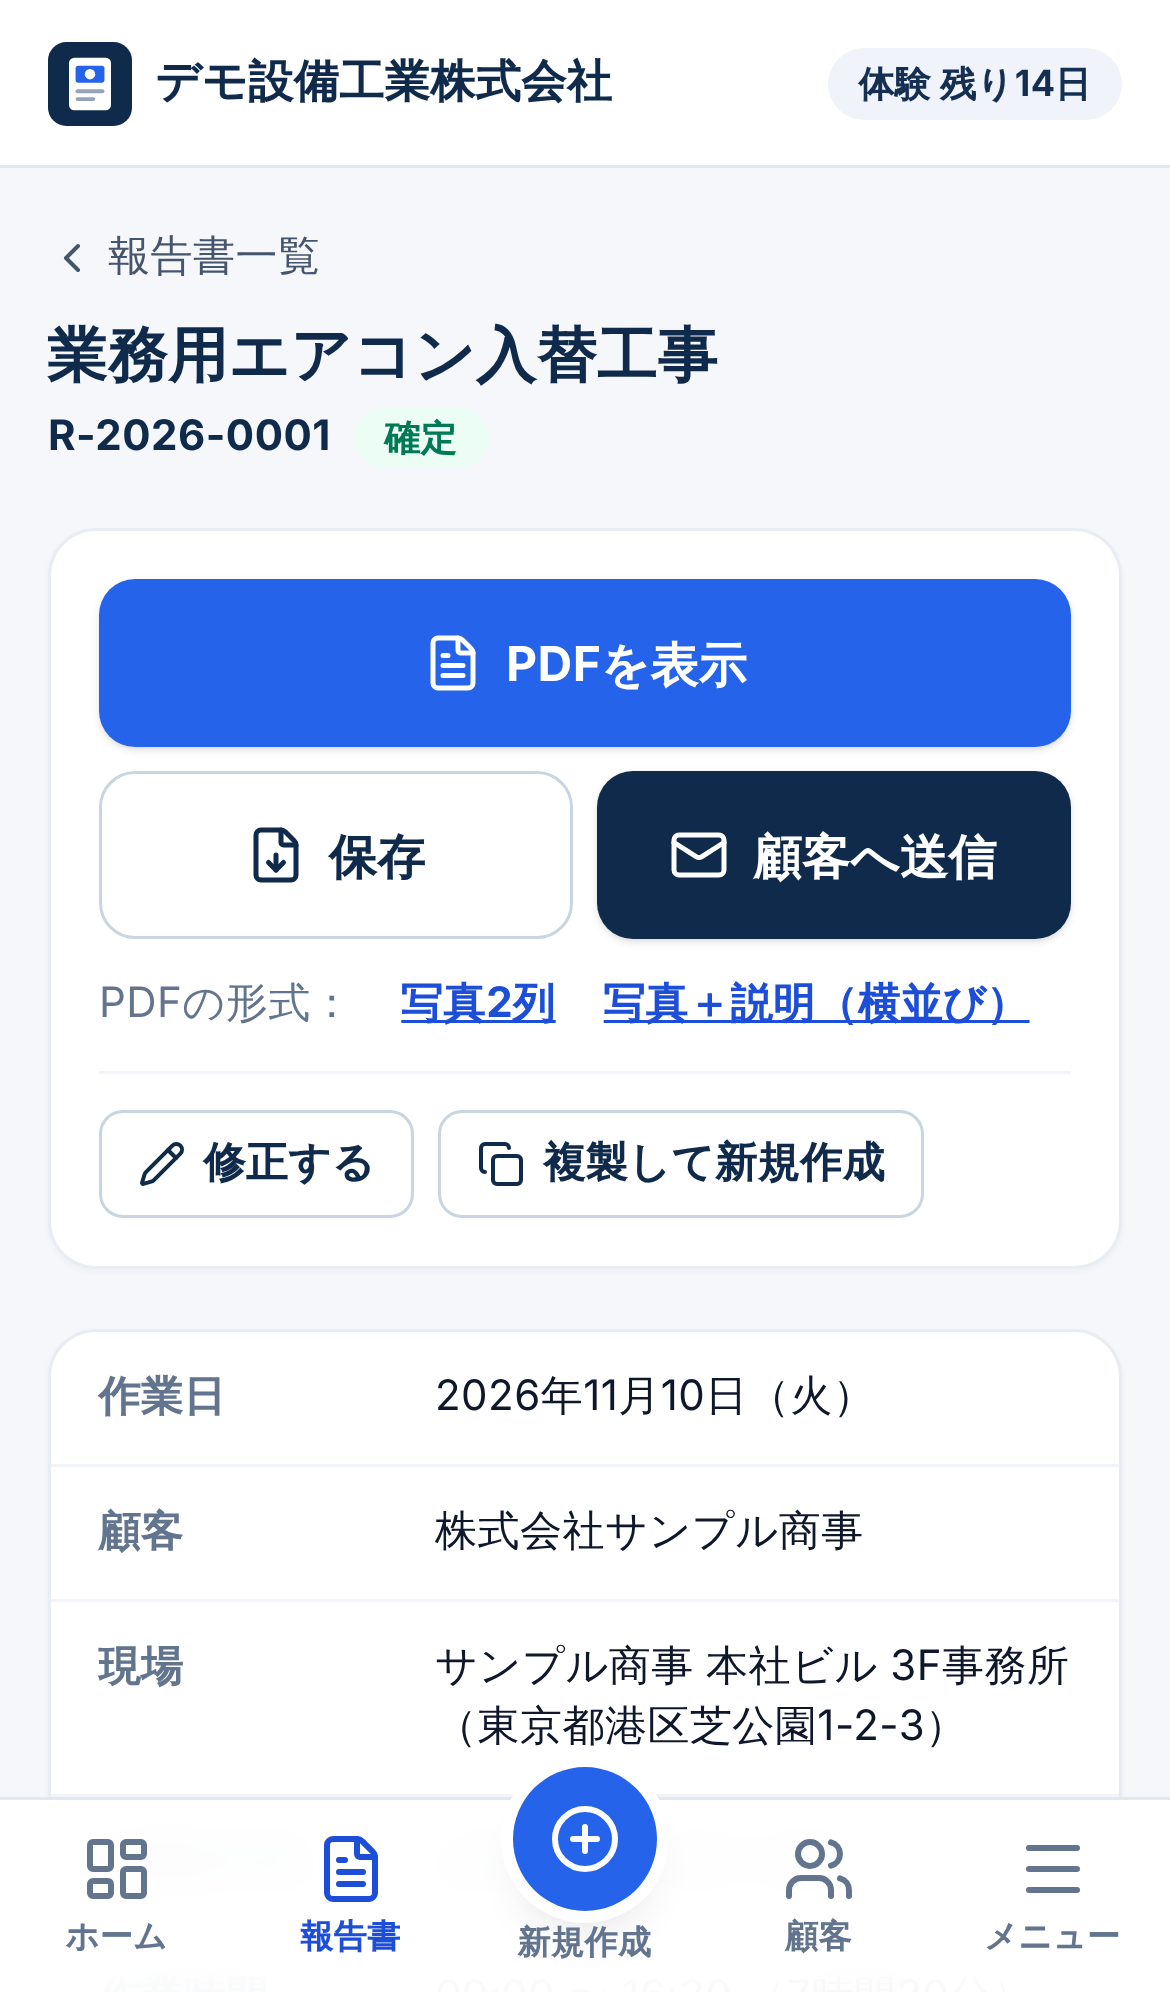 デモ設備工業株式会社
体験 残り14日
報告書一覧
業務用エアコン入替工事
R-2026-0001 確定
PDFを表示
保存 顧客へ送信
PDFの形式： 写真2列 写真＋説明（横並び）
修正する 複製して新規作成
作業日 2026年11月10日（火）
顧客 株式会社サンプル商事
現場 サンプル商事 本社ビル 3F事務所
（東京都港区芝公園1-2-3）
ホーム 報告書 新規作成 顧客 メニュー